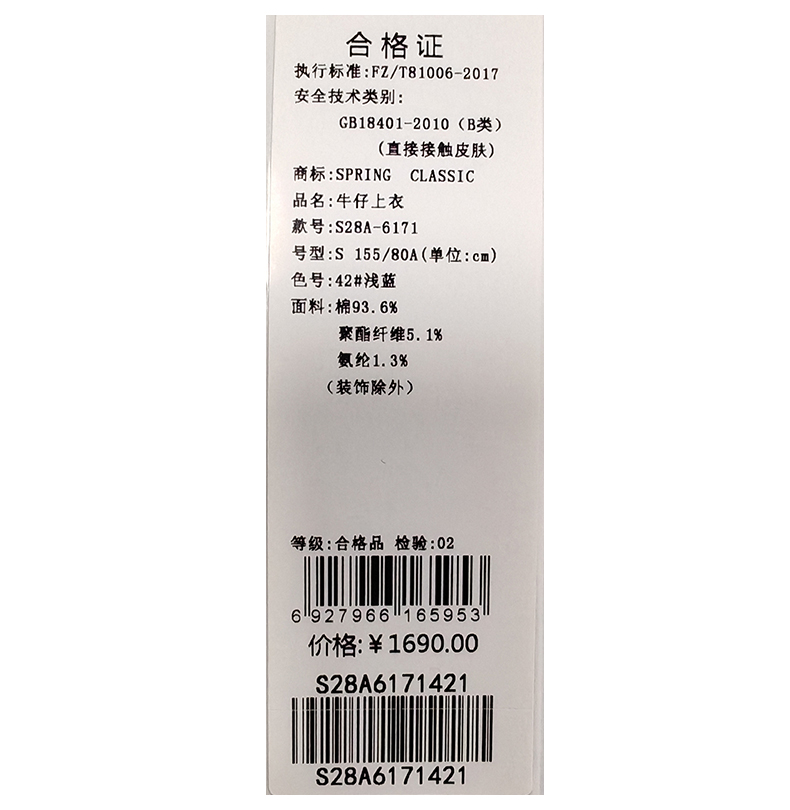 合格证
执行标准:FZ/T81006-2017
安全技术类别:
GB18401-2010（B类）
(直接接触皮肤)
商标:SPRING CLASSIC
品名:牛仔上衣
款号:S28A-6171
号型:S 155/80A(单位:cm)
色号:42#浅蓝
面料:棉93.6%
聚酯纤维5.1%
氨纶1.3%
（装饰除外）
等级:合格品 检验:02
6 927966 165953
价格:￥1690.00
S28A6171421
S28A6171421